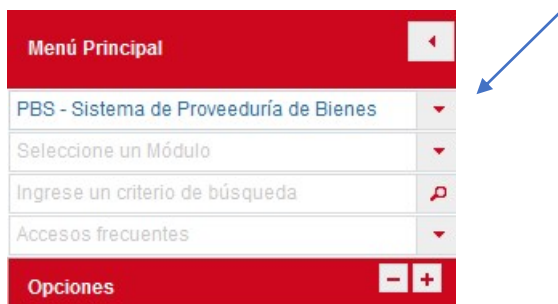 Menú Principal
PBS - Sistema de Proveeduría de Bienes
Seleccione un Módulo
Ingrese un criterio de búsqueda
Accesos frecuentes
Opciones